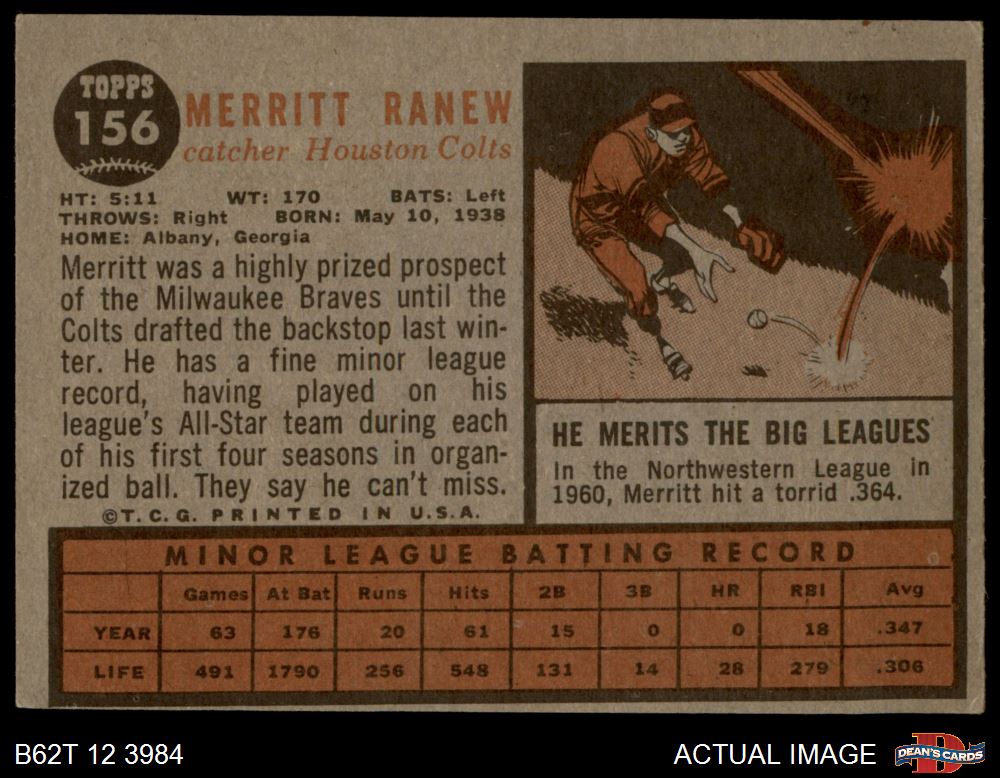 TOPPS
156
MERRITT RANEW
catcher Houston Colts
HT: 5:11 WT: 170 BATS: Left
THROWS: Right BORN: May 10, 1938
HOME: Albany, Georgia
Merritt was a highly prized prospect
of the Milwaukee Braves until the
Colts drafted the backstop last win-
ter. He has a fine minor league
record, having played on his
league's All-Star team during each
of his first four seasons in organ-
ized ball. They say he can't miss.
©T.C.G. PRINTED IN U.S.A.
HE MERITS THE BIG LEAGUES
In the Northwestern League in
1960, Merritt hit a torrid .364.
MINOR LEAGUE BATTING RECORD
Games At Bat Runs Hits 2B 3B HR RBI Avg
YEAR 63 176 20 61 15 0 0 18 .347
LIFE 491 1790 256 548 131 14 28 279 .306
B62T 12 3984
ACTUAL IMAGE
D
DEAN'S CARDS